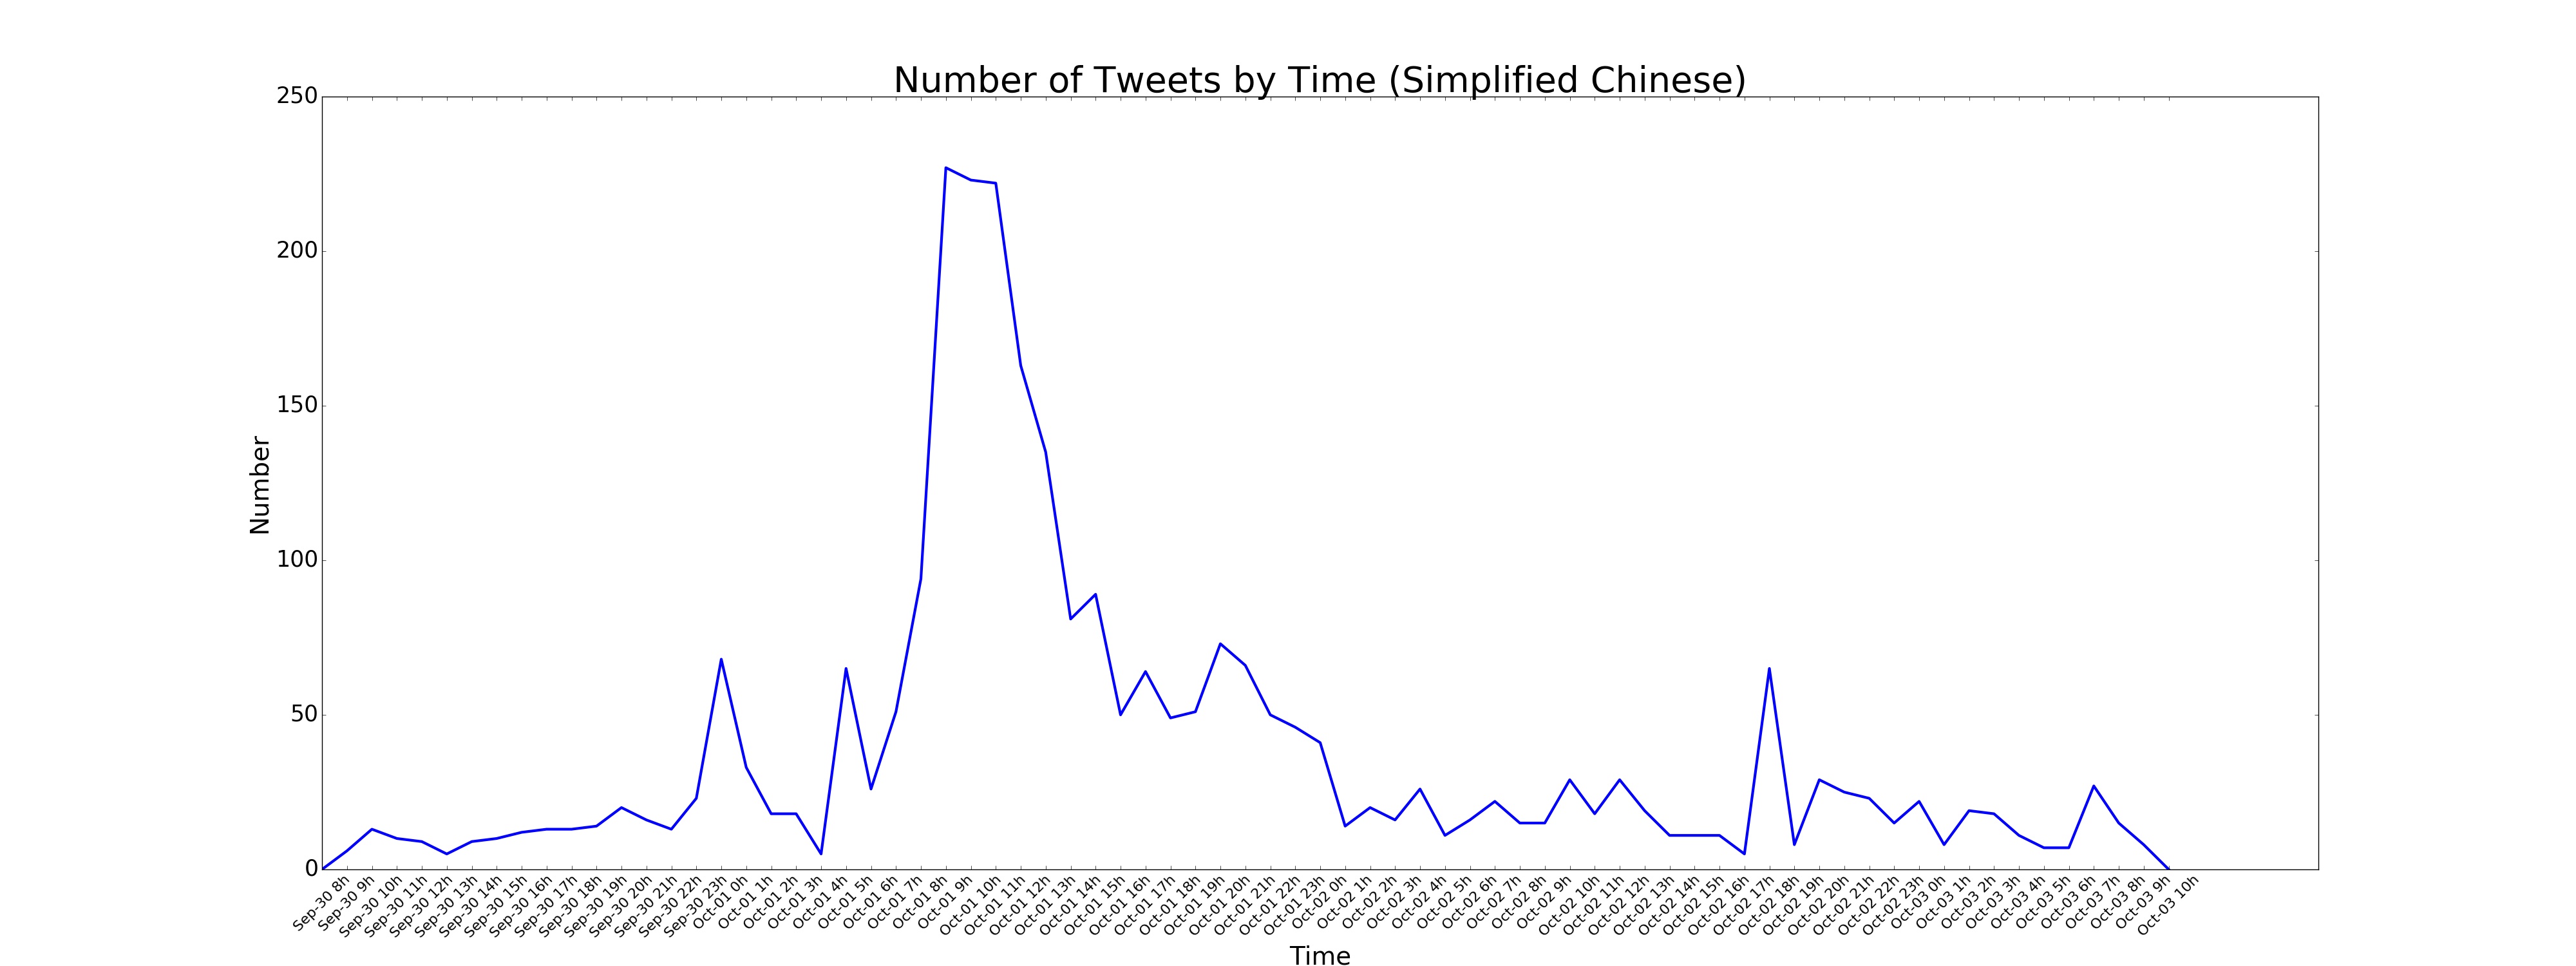 Number of Tweets by Time (Simplified Chinese)
250
200
150
100
50
0
Number
Sep-30 8h
Sep-30 9h
Sep-30 10h
Sep-30 11h
Sep-30 12h
Sep-30 13h
Sep-30 14h
Sep-30 15h
Sep-30 16h
Sep-30 17h
Sep-30 18h
Sep-30 19h
Sep-30 20h
Sep-30 21h
Sep-30 22h
Sep-30 23h
Oct-01 0h
Oct-01 1h
Oct-01 2h
Oct-01 3h
Oct-01 4h
Oct-01 5h
Oct-01 6h
Oct-01 7h
Oct-01 8h
Oct-01 9h
Oct-01 10h
Oct-01 11h
Oct-01 12h
Oct-01 13h
Oct-01 14h
Oct-01 15h
Oct-01 16h
Oct-01 17h
Oct-01 18h
Oct-01 19h
Oct-01 20h
Oct-01 21h
Oct-01 22h
Oct-01 23h
Oct-02 0h
Oct-02 1h
Oct-02 2h
Oct-02 3h
Oct-02 4h
Oct-02 5h
Oct-02 6h
Oct-02 7h
Oct-02 8h
Oct-02 9h
Oct-02 10h
Oct-02 11h
Oct-02 12h
Oct-02 13h
Oct-02 14h
Oct-02 15h
Oct-02 16h
Oct-02 17h
Oct-02 18h
Oct-02 19h
Oct-02 20h
Oct-02 21h
Oct-02 22h
Oct-02 23h
Oct-03 0h
Oct-03 1h
Oct-03 2h
Oct-03 3h
Oct-03 4h
Oct-03 5h
Oct-03 6h
Oct-03 7h
Oct-03 8h
Oct-03 9h
Oct-03 10h
Time